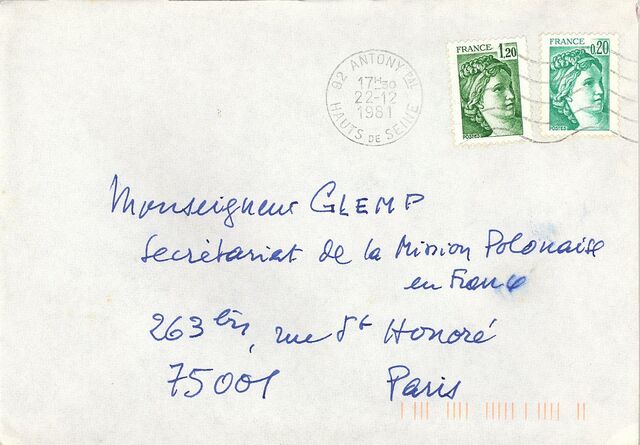 92 ANTONY PAL
17H30
22-12
1981
HAUTS DE SEINE
FRANCE 1,20
FRANCE 0,20
Monseigneur GLEMP
Secrétariat de la Mission Polonaise
en France
263 bis, rue St Honoré
75001 Paris